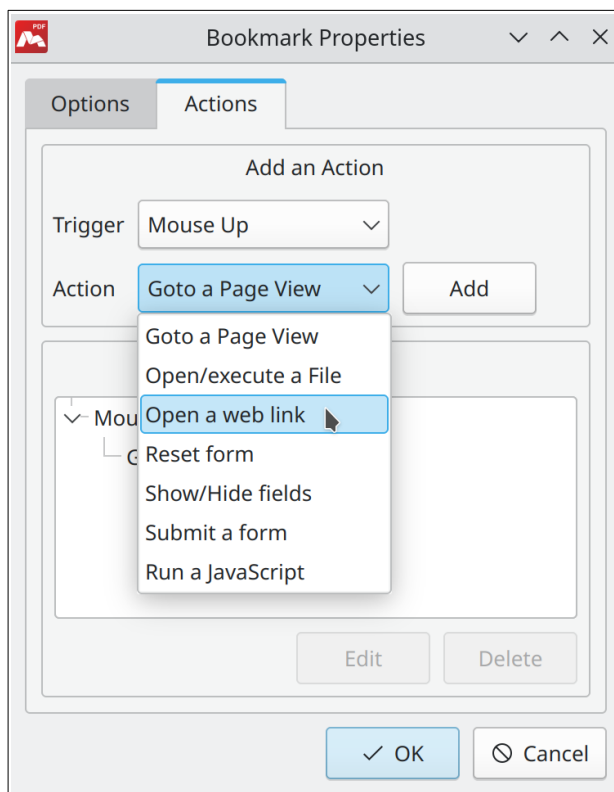 PDF
Bookmark Properties
Options
Actions
Add an Action
Trigger
Mouse Up
Action
Goto a Page View
Add
Goto a Page View
Open/execute a File
Open a web link
Reset form
Show/Hide fields
Submit a form
Run a JavaScript
Edit
Delete
OK
Cancel